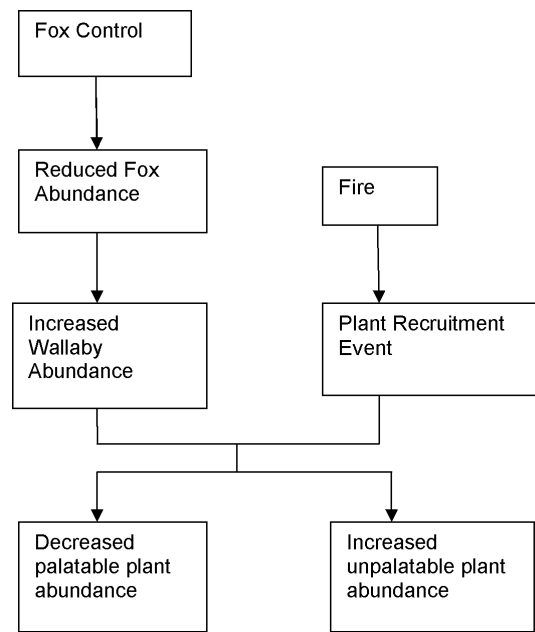 Fox Control
Reduced Fox
Abundance
Fire
Increased
Wallaby
Abundance
Plant Recruitment
Event
Decreased
palatable plant
abundance
Increased
unpalatable plant
abundance